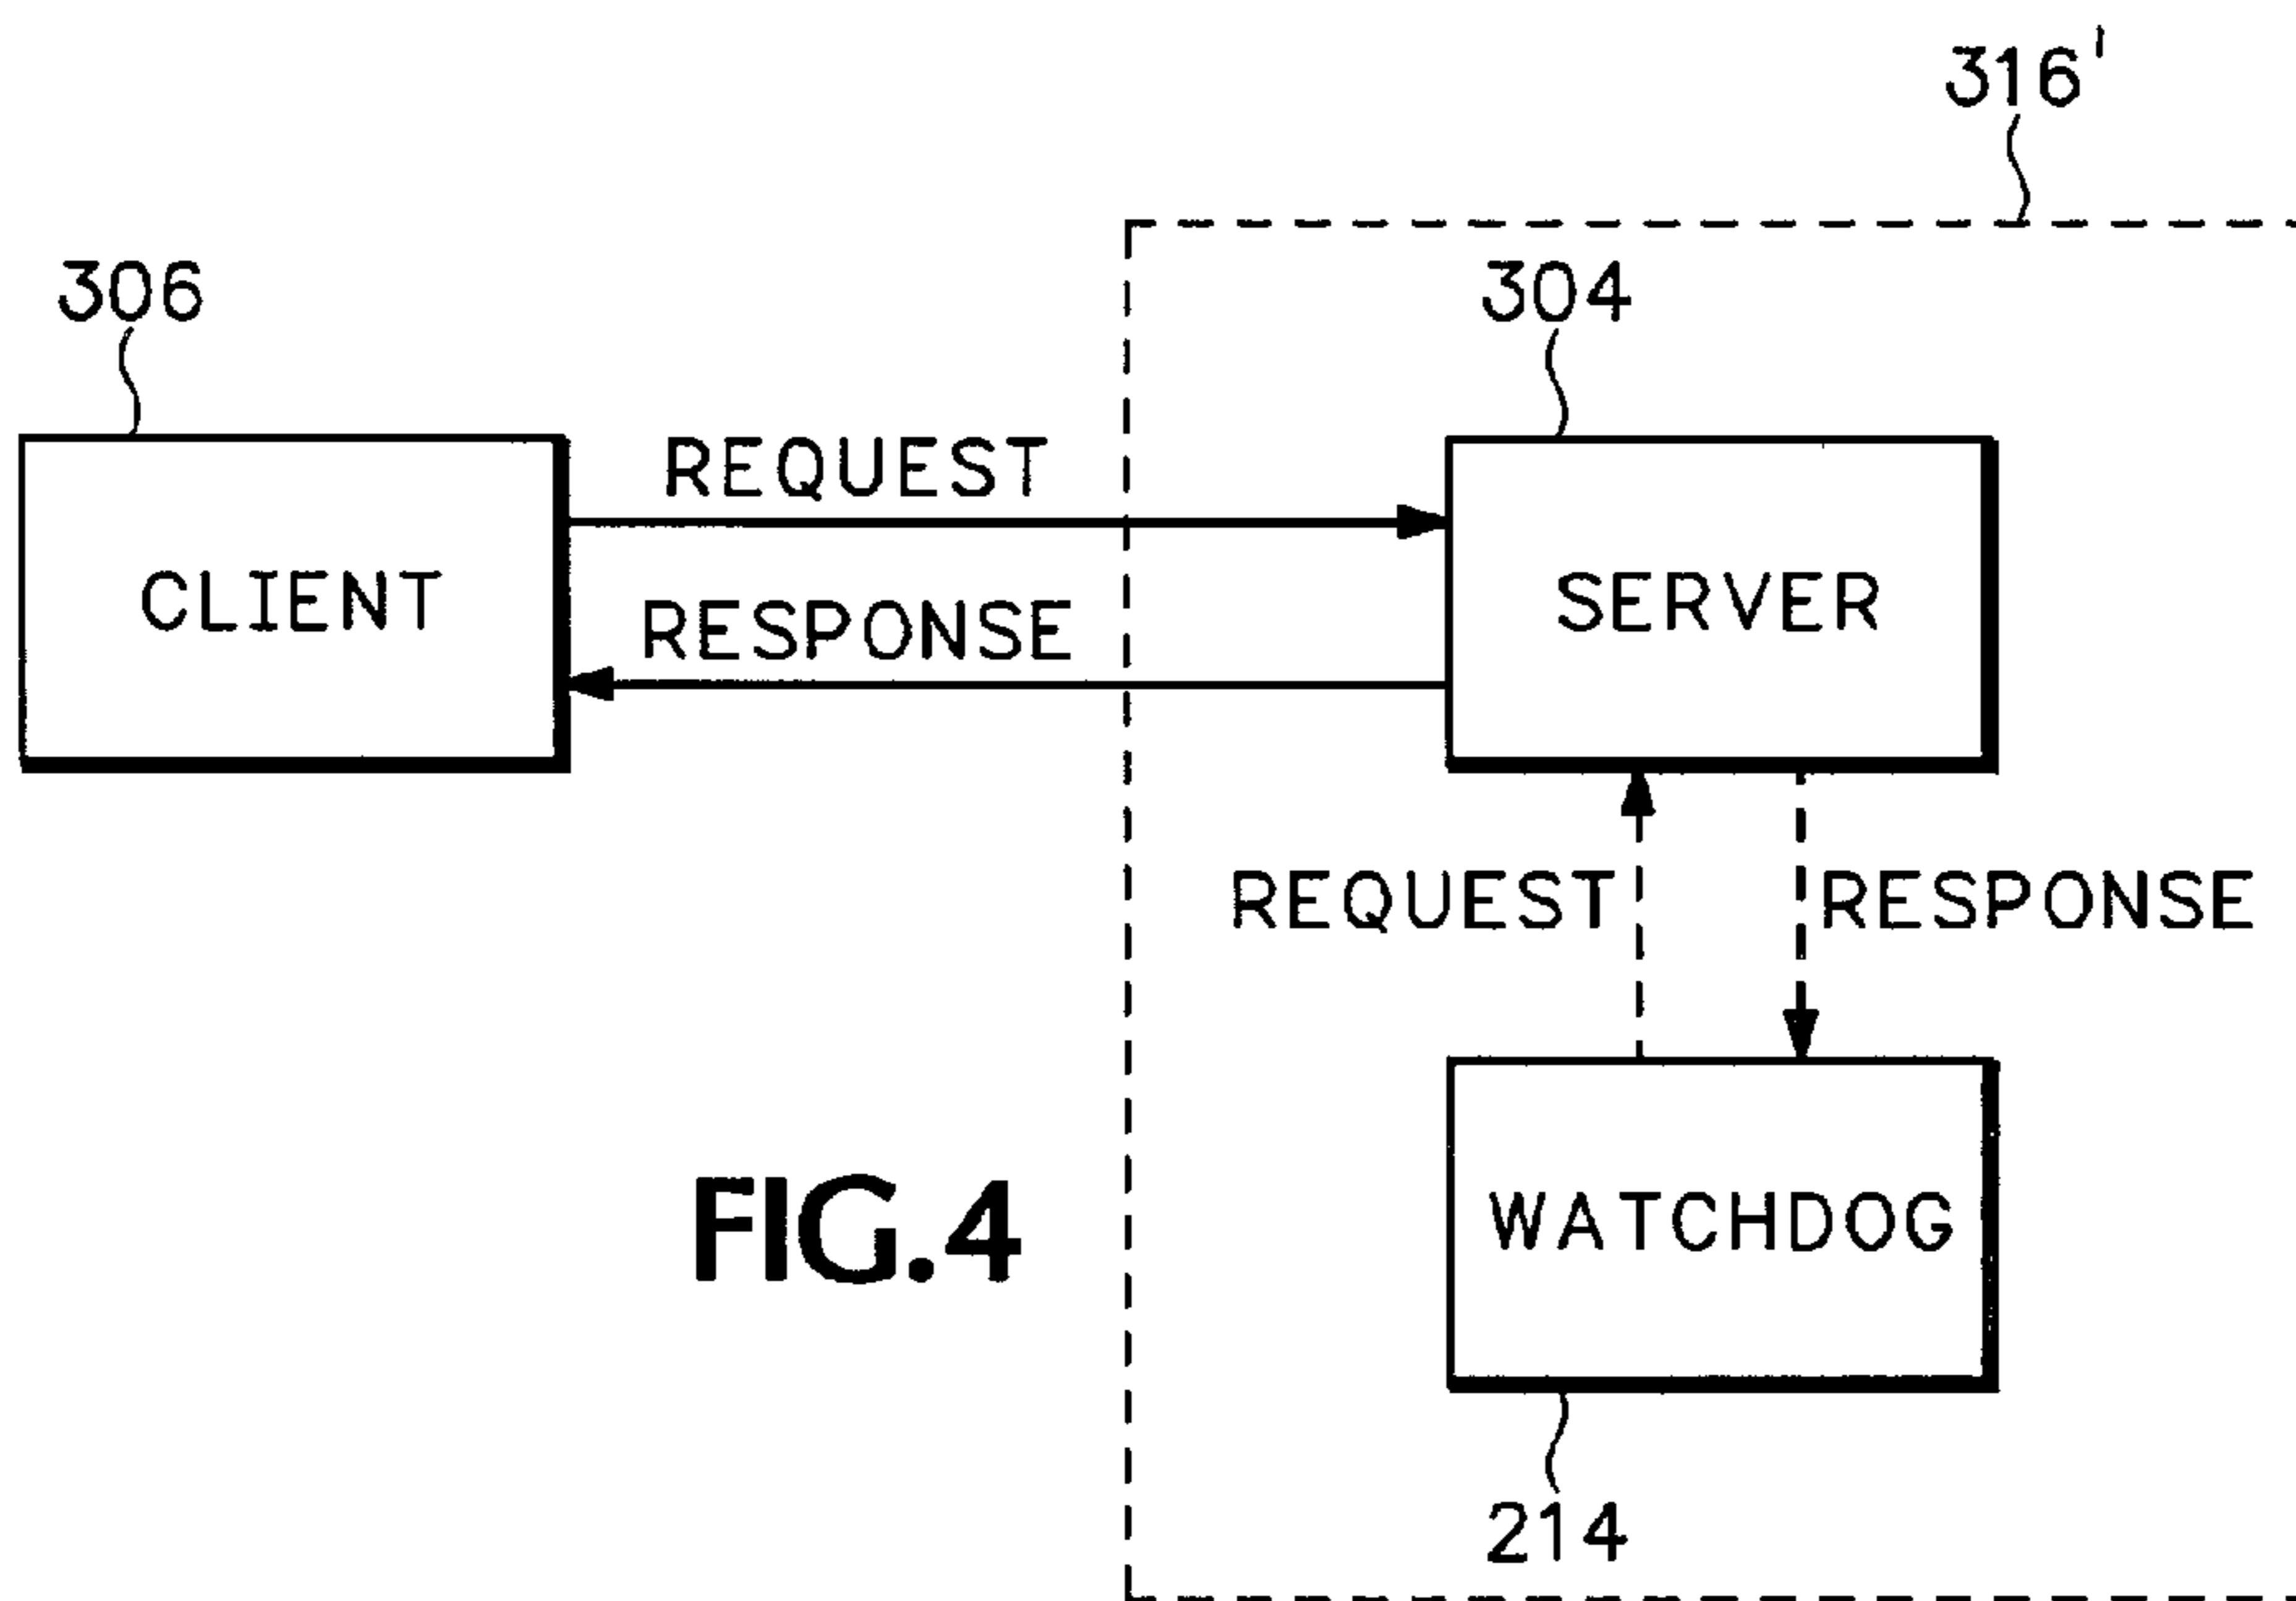 316'
306
304
REQUEST
CLIENT
SERVER
RESPONSE
REQUEST
RESPONSE
WATCHDOG
FIG.4
214